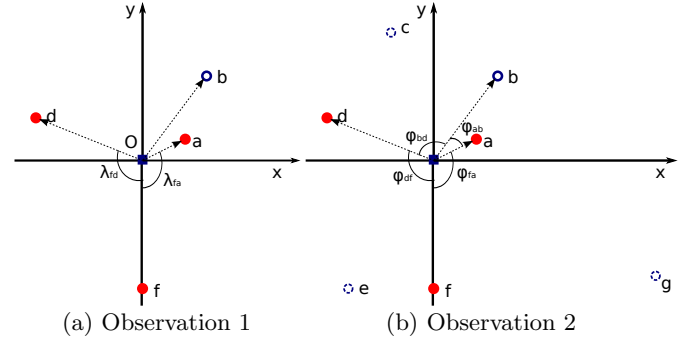 y
b
d
a
O
x
λfd
λfa
f
(a) Observation 1
y
c
b
d
φab
φbd
a
x
φdf
φfa
e
f
g
(b) Observation 2